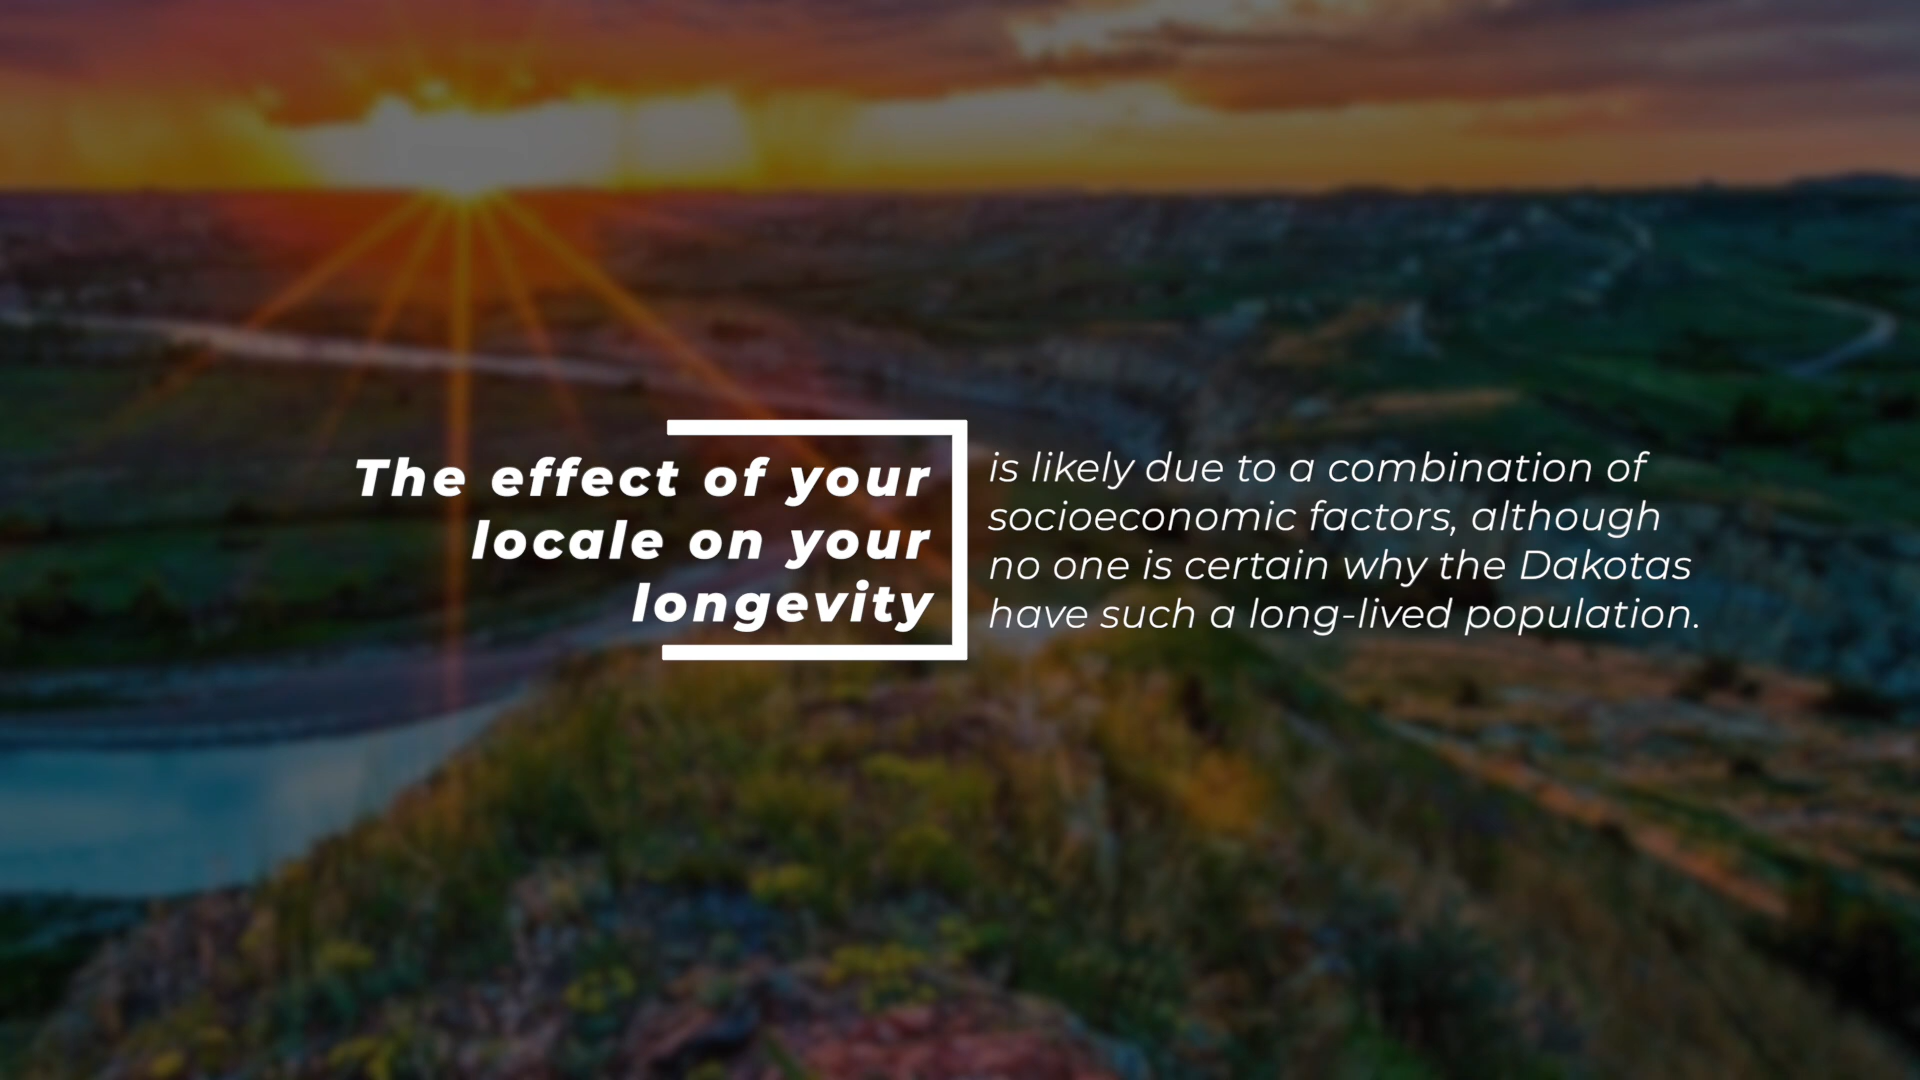 The effect of your
locale on your
longevity
is likely due to a combination of
socioeconomic factors, although
no one is certain why the Dakotas
have such a long-lived population.